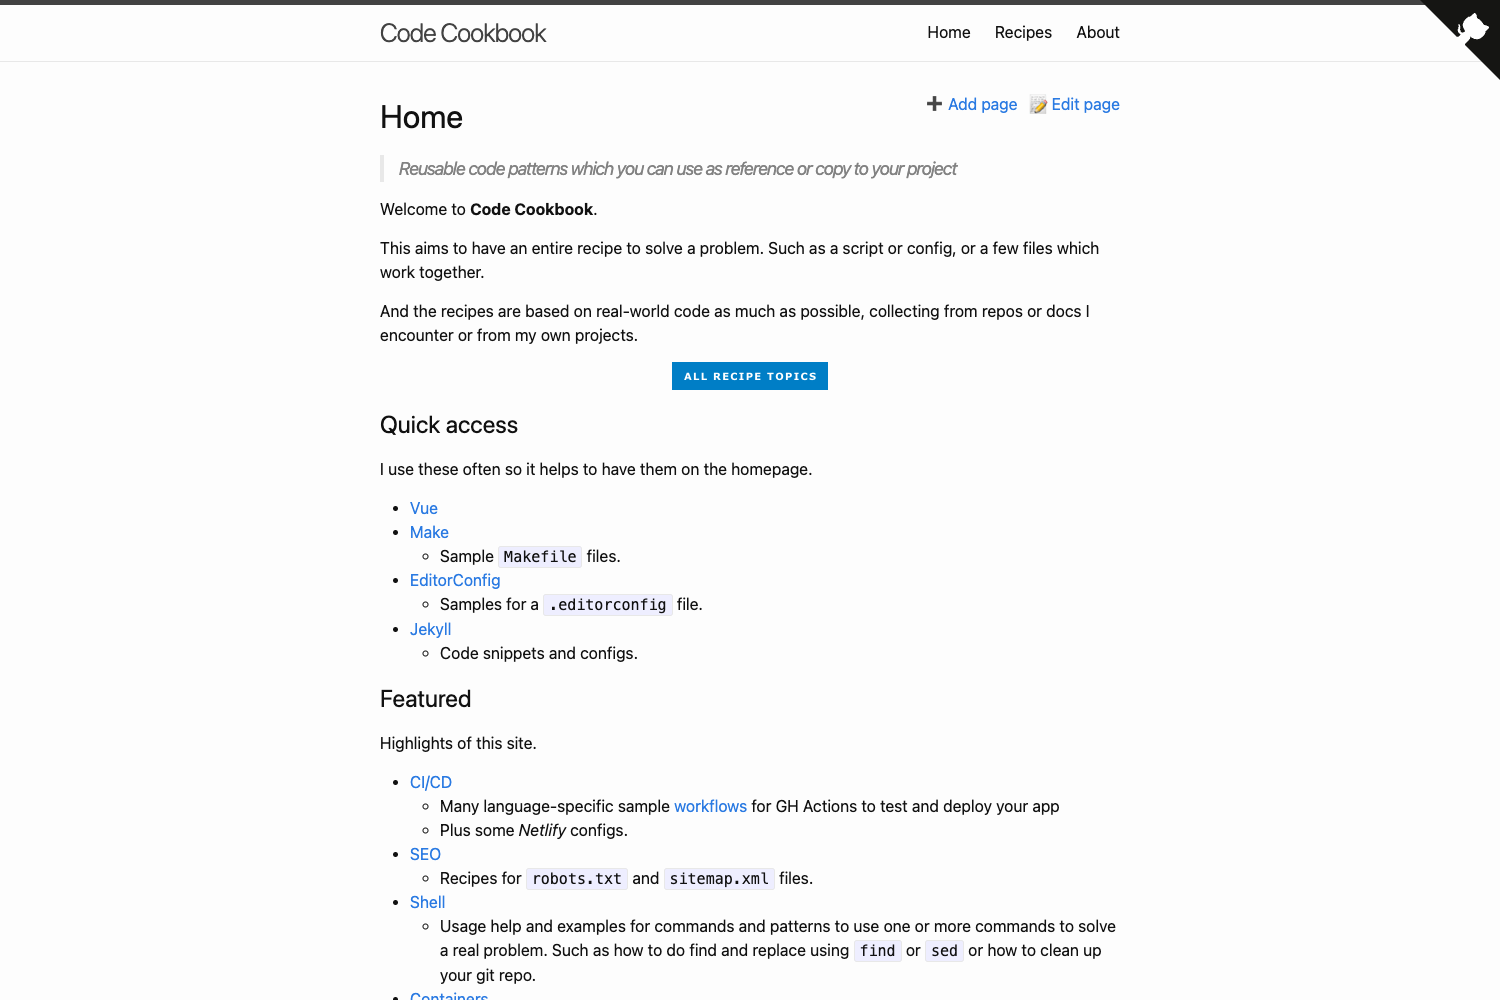 Code Cookbook
Home Recipes About
Home
➕ Add page 📝 Edit page
Reusable code patterns which you can use as reference or copy to your project
Welcome to Code Cookbook.
This aims to have an entire recipe to solve a problem. Such as a script or config, or a few files which
work together.
And the recipes are based on real-world code as much as possible, collecting from repos or docs I
encounter or from my own projects.
ALL RECIPE TOPICS
Quick access
I use these often so it helps to have them on the homepage.
Vue
Make
Sample Makefile files.
EditorConfig
Samples for a .editorconfig file.
Jekyll
Code snippets and configs.
Featured
Highlights of this site.
CI/CD
Many language-specific sample workflows for GH Actions to test and deploy your app
Plus some Netlify configs.
SEO
Recipes for robots.txt and sitemap.xml files.
Shell
Usage help and examples for commands and patterns to use one or more commands to solve
a real problem. Such as how to do find and replace using find or sed or how to clean up
your git repo.
Containers